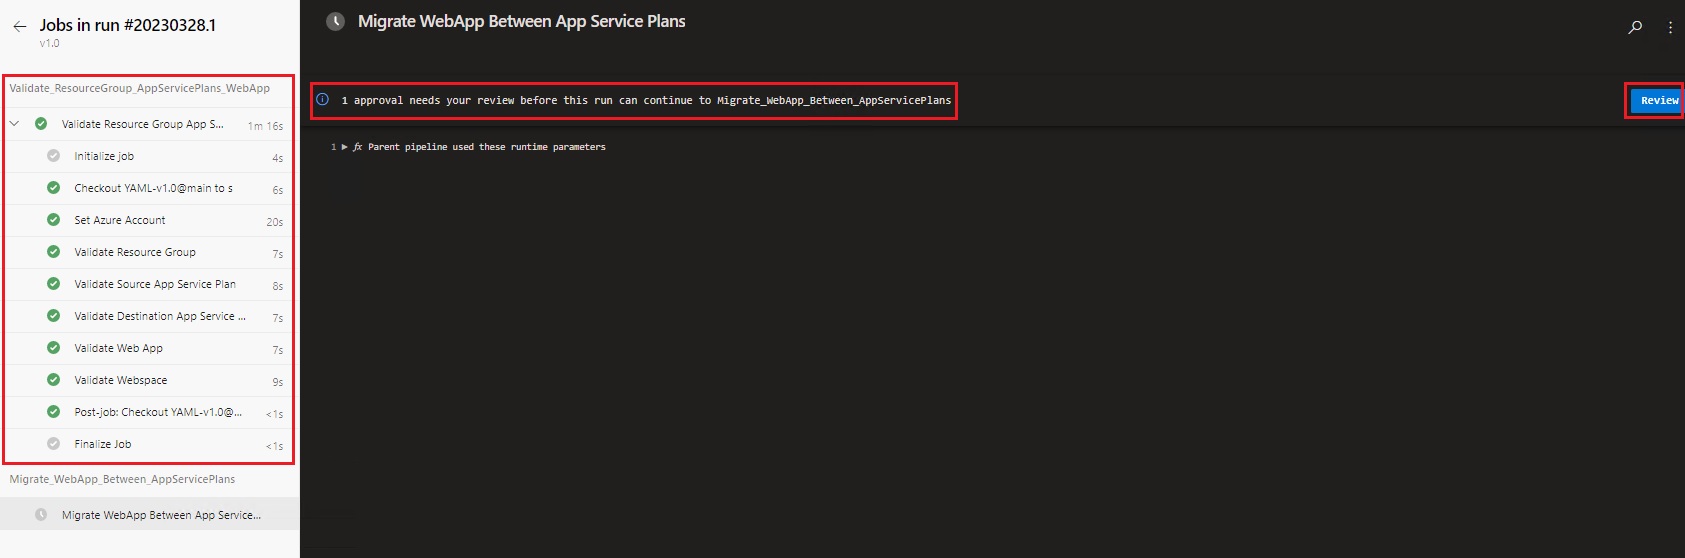 Jobs in run #20230328.1
v1.0
Validate_ResourceGroup_AppServicePlans_WebApp
Validate Resource Group App S... 1m 16s
Initialize job 4s
Checkout YAML-v1.0@main to s 6s
Set Azure Account 20s
Validate Resource Group 7s
Validate Source App Service Plan 8s
Validate Destination App Service ... 7s
Validate Web App 7s
Validate Webspace 9s
Post-job: Checkout YAML-v1.0@... <1s
Finalize Job <1s
Migrate_WebApp_Between_AppServicePlans
Migrate WebApp Between App Service...
Migrate WebApp Between App Service Plans
1 approval needs your review before this run can continue to Migrate_WebApp_Between_AppServicePlans
Review
1 fx Parent pipeline used these runtime parameters